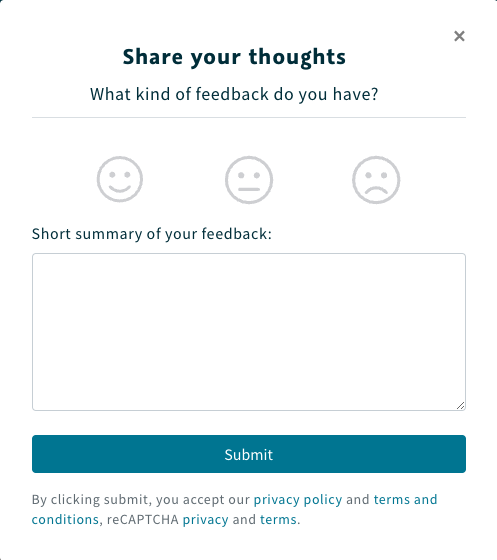 ×
Share your thoughts
What kind of feedback do you have?
Short summary of your feedback:
Submit
By clicking submit, you accept our privacy policy and terms and
conditions, reCAPTCHA privacy and terms.